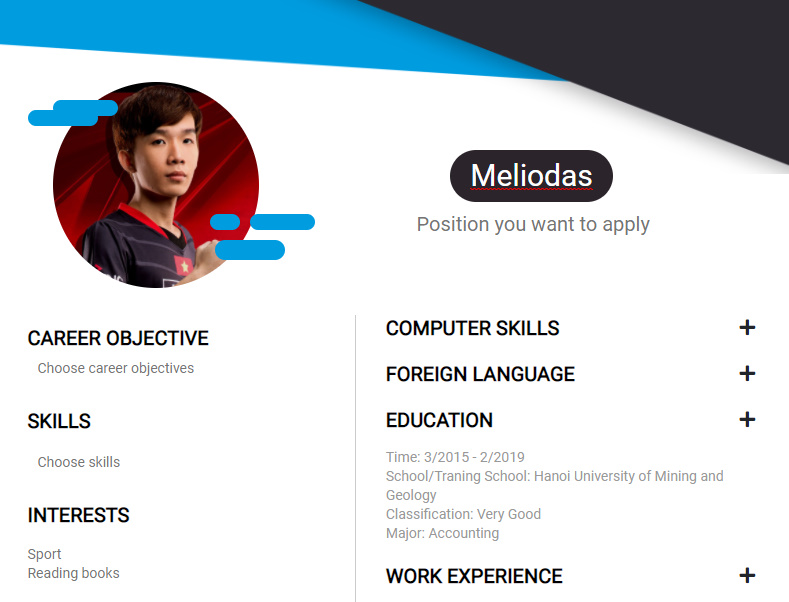 Meliodas
Position you want to apply
CAREER OBJECTIVE
Choose career objectives
SKILLS
Choose skills
INTERESTS
Sport
Reading books
COMPUTER SKILLS
FOREIGN LANGUAGE
EDUCATION
Time: 3/2015 - 2/2019
School/Traning School: Hanoi University of Mining and
Geology
Classification: Very Good
Major: Accounting
WORK EXPERIENCE